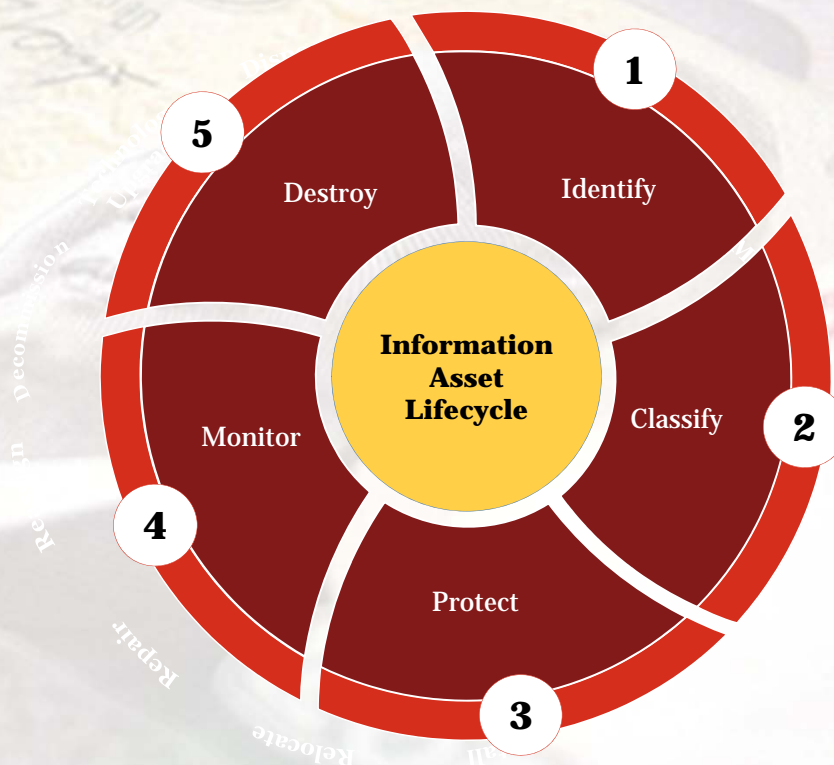 1
Identify
2
Classify
3
Protect
4
Monitor
5
Destroy
Information
Asset
Lifecycle
Decommission
Repair
Relocate